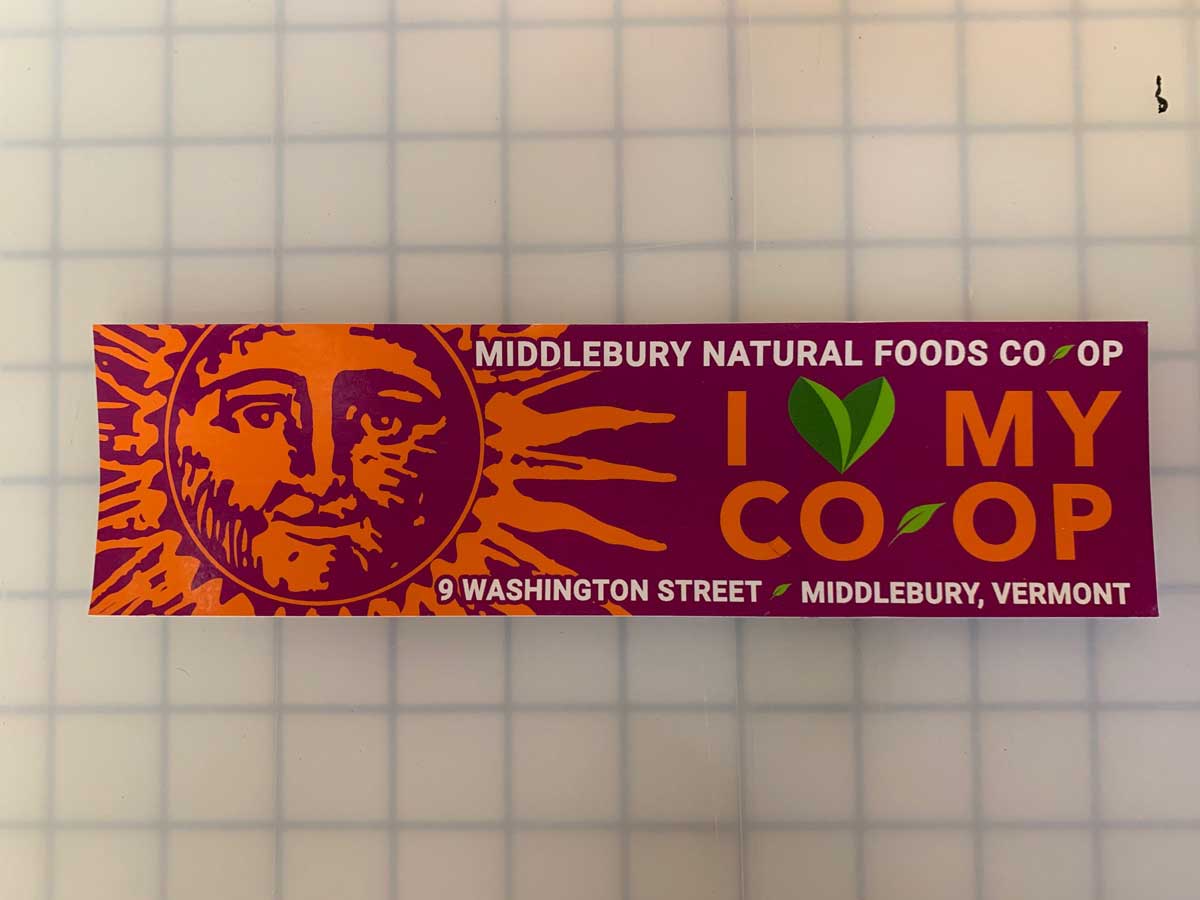 MIDDLEBURY NATURAL FOODS CO-OP
I MY
CO-OP
9 WASHINGTON STREET MIDDLEBURY, VERMONT